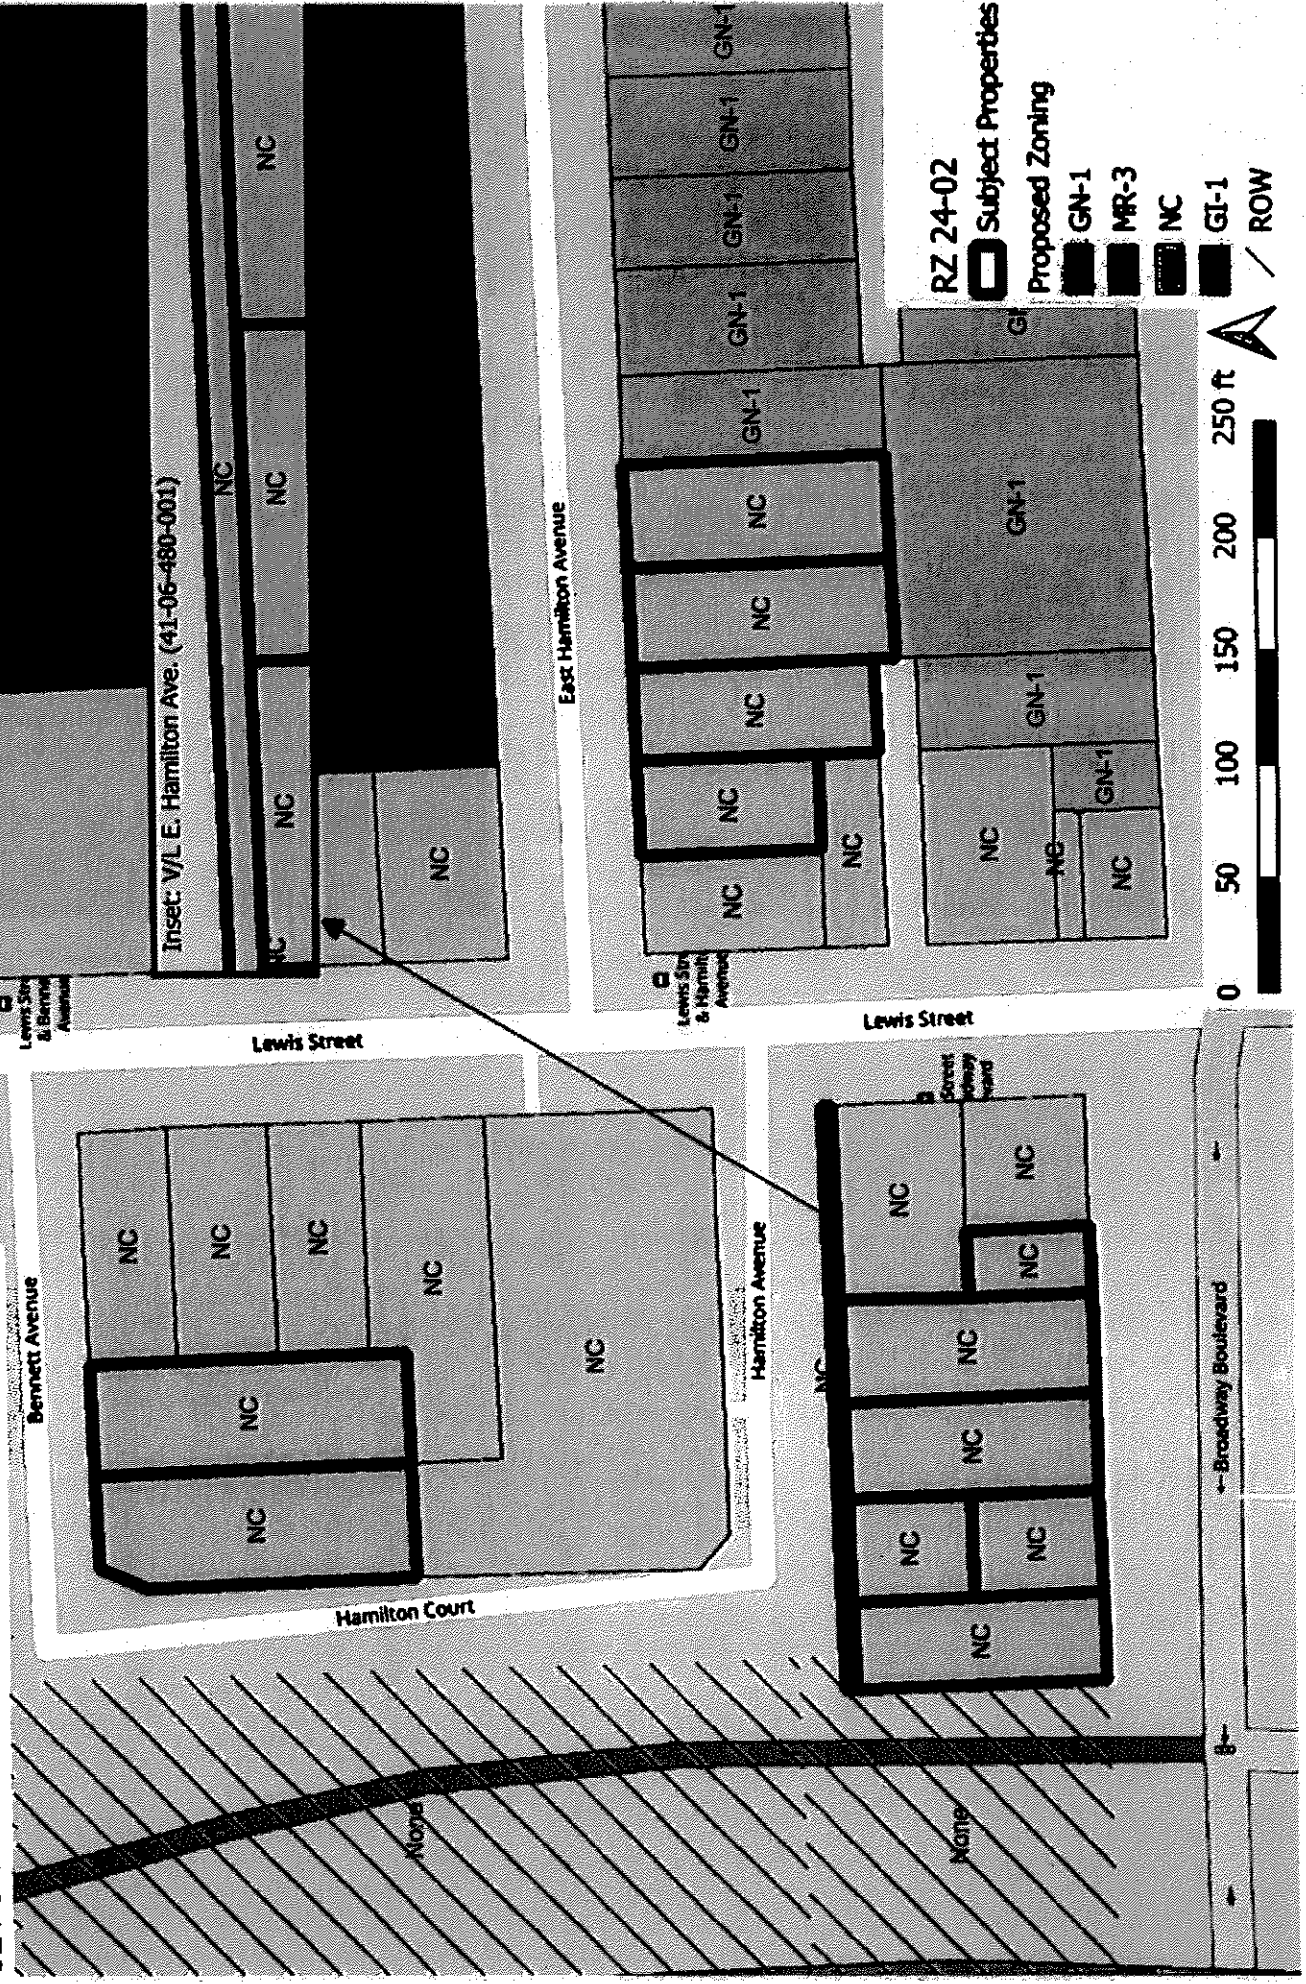 Bennett Avenue
NC
NC
NC
NC
NC
NC
NC
Hamilton Court
Hamilton Avenue
Lewis Street
& Hamilton
Avenue
Lewis Street
Lewis Street
Inset: V/L E. Hamilton Ave. (41-06-480-001)
NC
NC
NC
NC
NC
East Hamilton Avenue
NC
NC
NC
NC
NC
NC
GN-1
GN-1
GN-1
GN-1
GN-1
NC
NC
NC
GN-1
GN-1
GN-1
None
None
NC
NC
NC
NC
NC
NC
NC
NC
NC
←Broadway Boulevard
RZ 24-02
Subject Properties
Proposed Zoning
GN-1
MR-3
NC
GI-1
ROW
0 50 100 150 200 250 ft